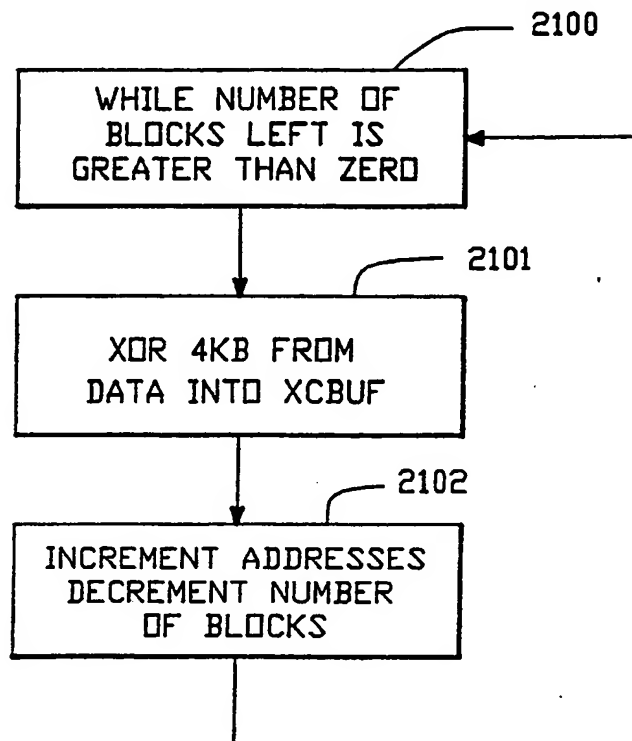 2100
WHILE NUMBER OF
BLOCKS LEFT IS
GREATER THAN ZERO
2101
XOR 4KB FROM
DATA INTO XCBUF
2102
INCREMENT ADDRESSES
DECREMENT NUMBER
OF BLOCKS